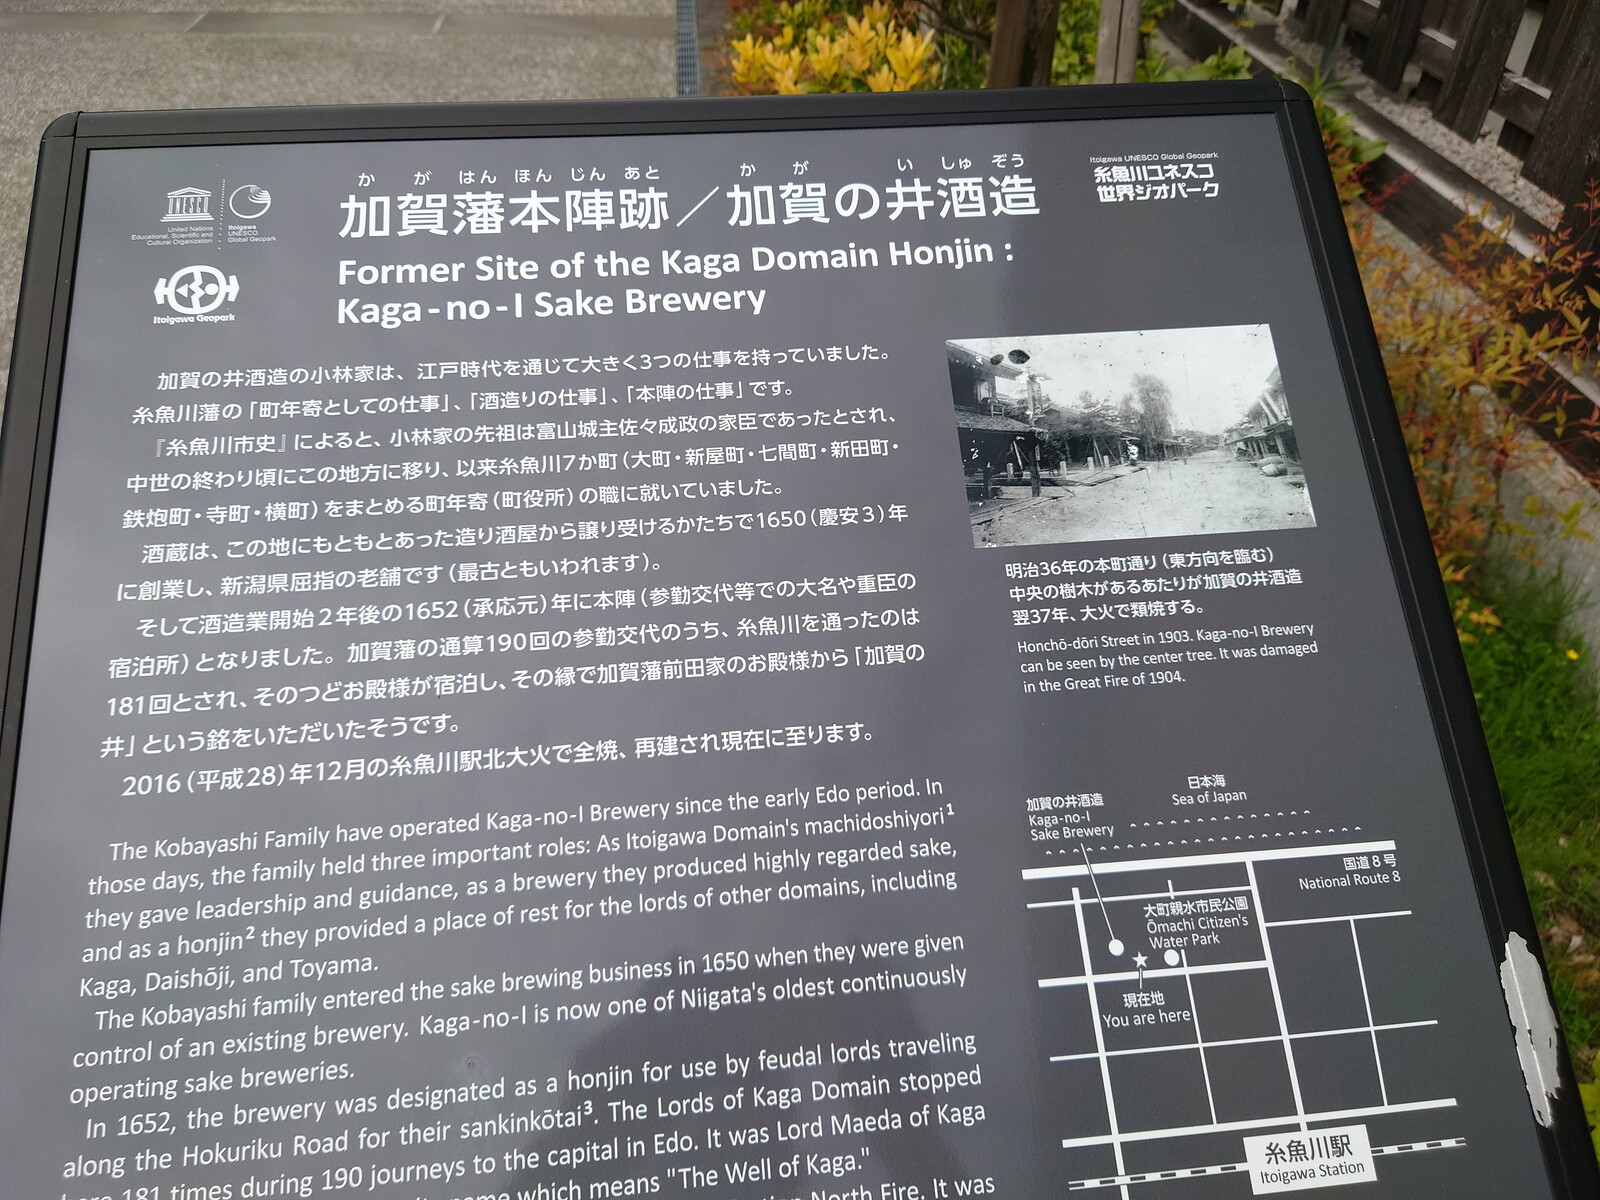 か が はん ほん じん あと か が い しゅ ぞう
加賀藩本陣跡／加賀の井酒造
Former Site of the Kaga Domain Honjin :
Kaga-no-I Sake Brewery
UNESCO
United Nations
Educational, Scientific and
Cultural Organization
Itoigawa
UNESCO
Global Geopark
Itoigawa Geopark
Itoigawa UNESCO Global Geopark
糸魚川ユネスコ
世界ジオパーク
加賀の井酒造の小林家は、江戸時代を通じて大きく3つの仕事を持っていました。
糸魚川藩の「町年寄としての仕事」、「酒造りの仕事」、「本陣の仕事」です。
『糸魚川市史』によると、小林家の先祖は富山城主佐々成政の家臣であったとされ、
中世の終わり頃にこの地方に移り、以来糸魚川7か町（大町・新屋町・七間町・新田町・
鉄炮町・寺町・横町）をまとめる町年寄（町役所）の職に就いていました。
酒蔵は、この地にもともとあった造り酒屋から譲り受けるかたちで1650（慶安3）年
に創業し、新潟県屈指の老舗です（最古ともいわれます）。
そして酒造業開始2年後の1652（承応元）年に本陣（参勤交代等での大名や重臣の
宿泊所）となりました。加賀藩の通算190回の参勤交代のうち、糸魚川を通ったのは
181回とされ、そのつどお殿様が宿泊し、その縁で加賀藩前田家のお殿様から「加賀の
井」という銘をいただいたそうです。
2016（平成28）年12月の糸魚川駅北大火で全焼、再建され現在に至ります。
The Kobayashi Family have operated Kaga-no-I Brewery since the early Edo period. In
those days, the family held three important roles: As Itoigawa Domain's machidoshiyori1
they gave leadership and guidance, as a brewery they produced highly regarded sake,
and as a honjin2 they provided a place of rest for the lords of other domains, including
Kaga, Daishōji, and Toyama.
The Kobayashi family entered the sake brewing business in 1650 when they were given
control of an existing brewery. Kaga-no-I is now one of Niigata's oldest continuously
operating sake breweries.
In 1652, the brewery was designated as a honjin for use by feudal lords traveling
along the Hokuriku Road for their sankinkōtai3. The Lords of Kaga Domain stopped
here 181 times during 190 journeys to the capital in Edo. It was Lord Maeda of Kaga
name which means "The Well of Kaga."
North Fire. It was
明治36年の本町通り（東方向を臨む）
中央の樹木があるあたりが加賀の井酒造
翌37年、大火で類焼する。
Honchō-dōri Street in 1903. Kaga-no-I Brewery
can be seen by the center tree. It was damaged
in the Great Fire of 1904.
日本海
Sea of Japan
加賀の井酒造
Kaga-no-I
Sake Brewery
国道8号
National Route 8
大町親水市民公園
Ōmachi Citizen's
Water Park
現在地
You are here
糸魚川駅
Itoigawa Station